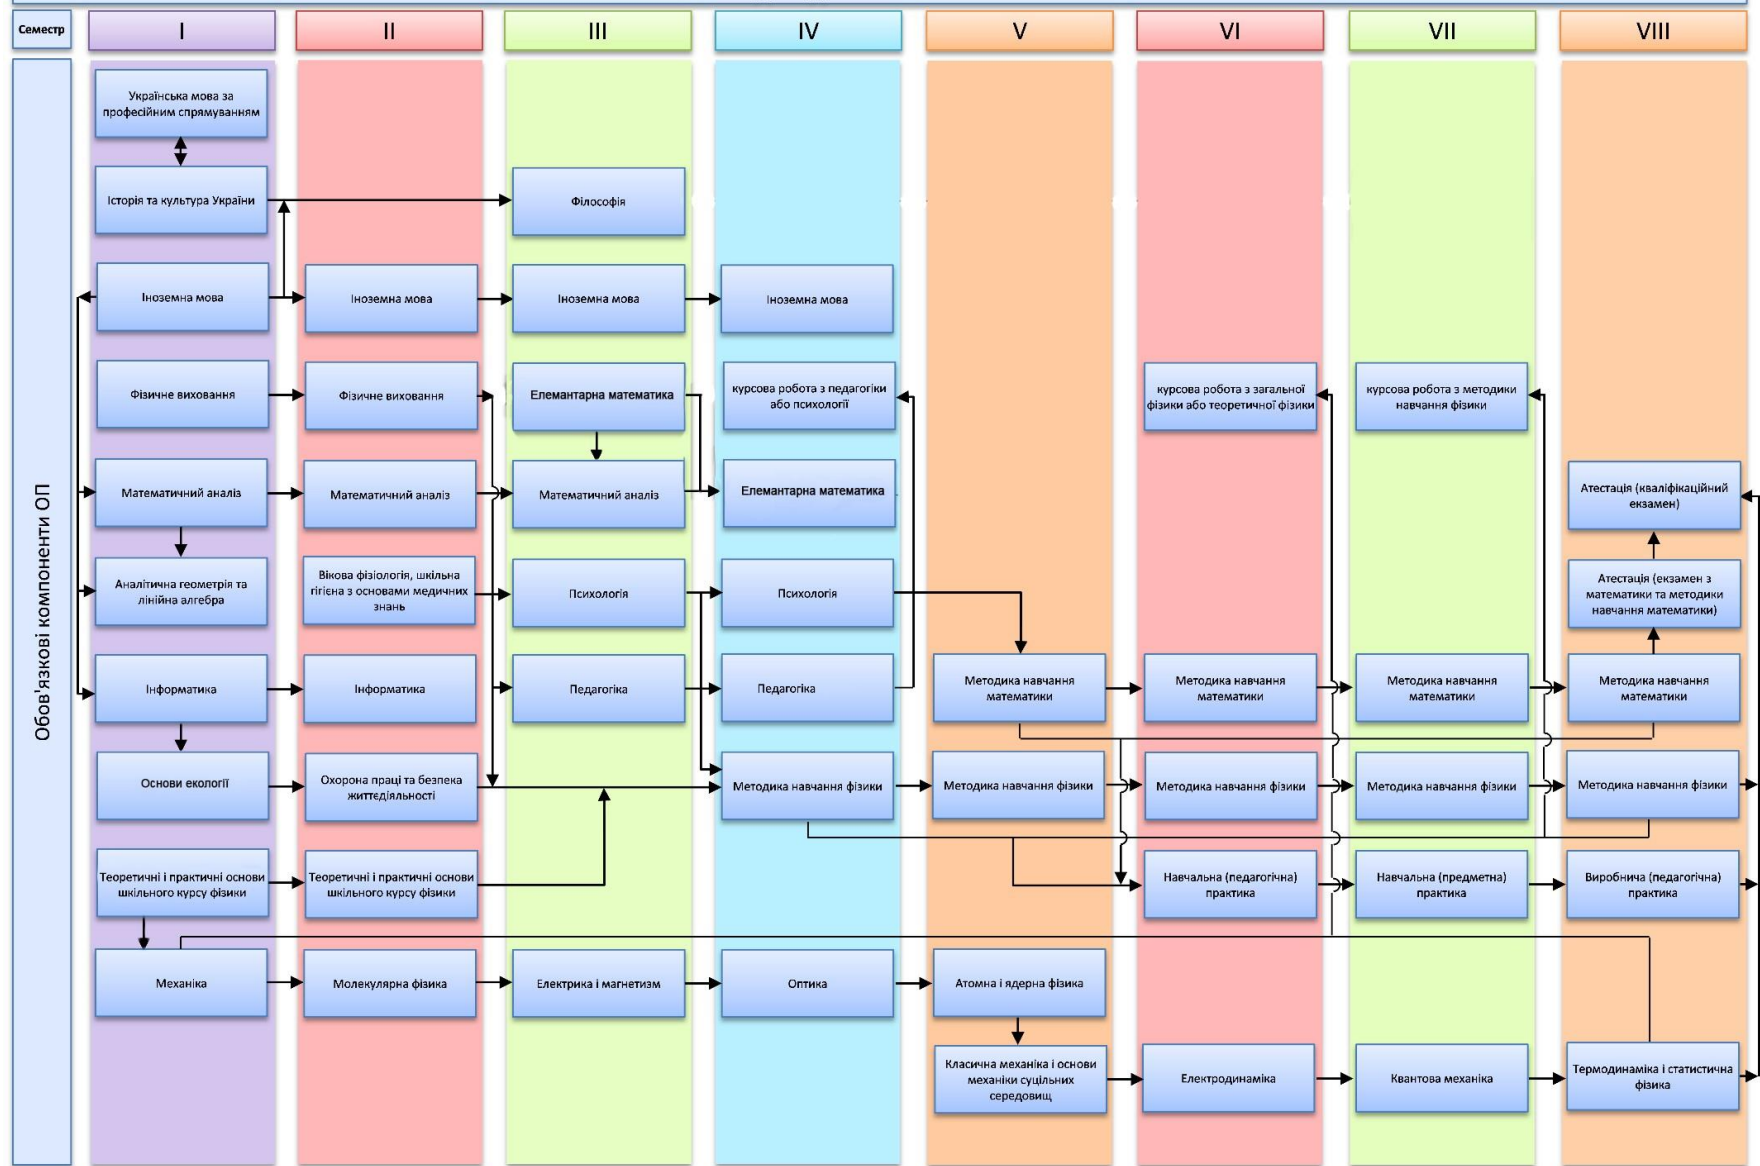 Семестр
I
II
III
IV
V
VI
VII
VIII
Обов'язкові компоненти ОП
Українська мова за
професійним спрямуванням
Історія та культура України
Філософія
Іноземна мова
Іноземна мова
Іноземна мова
Іноземна мова
Фізичне виховання
Фізичне виховання
Елемантарна математика
курсова робота з педагогіки
або психології
курсова робота з загальної
фізики або теоретичної фізики
курсова робота з методики
навчання фізики
Математичний аналіз
Математичний аналіз
Математичний аналіз
Елемантарна математика
Атестація (кваліфікаційний
екзамен)
Аналітична геометрія та
лінійна алгебра
Вікова фізіологія, шкільна
гігієна з основами медичних
знань
Психологія
Психологія
Атестація (екзамен з
математики та методики
навчання математики)
Інформатика
Інформатика
Педагогіка
Педагогіка
Методика навчання
математики
Методика навчання
математики
Методика навчання
математики
Методика навчання
математики
Основи екології
Охорона праці та безпека
життєдіяльності
Методика навчання фізики
Методика навчання фізики
Методика навчання фізики
Методика навчання фізики
Методика навчання фізики
Теоретичні і практичні основи
шкільного курсу фізики
Теоретичні і практичні основи
шкільного курсу фізики
Навчальна (педагогічна)
практика
Навчальна (предметна)
практика
Виробнича (педагогічна)
практика
Механіка
Молекулярна фізика
Електрика і магнетизм
Оптика
Атомна і ядерна фізика
Класична механіка і основи
механіки суцільних
середовищ
Електродинаміка
Квантова механіка
Термодинаміка і статистична
фізика